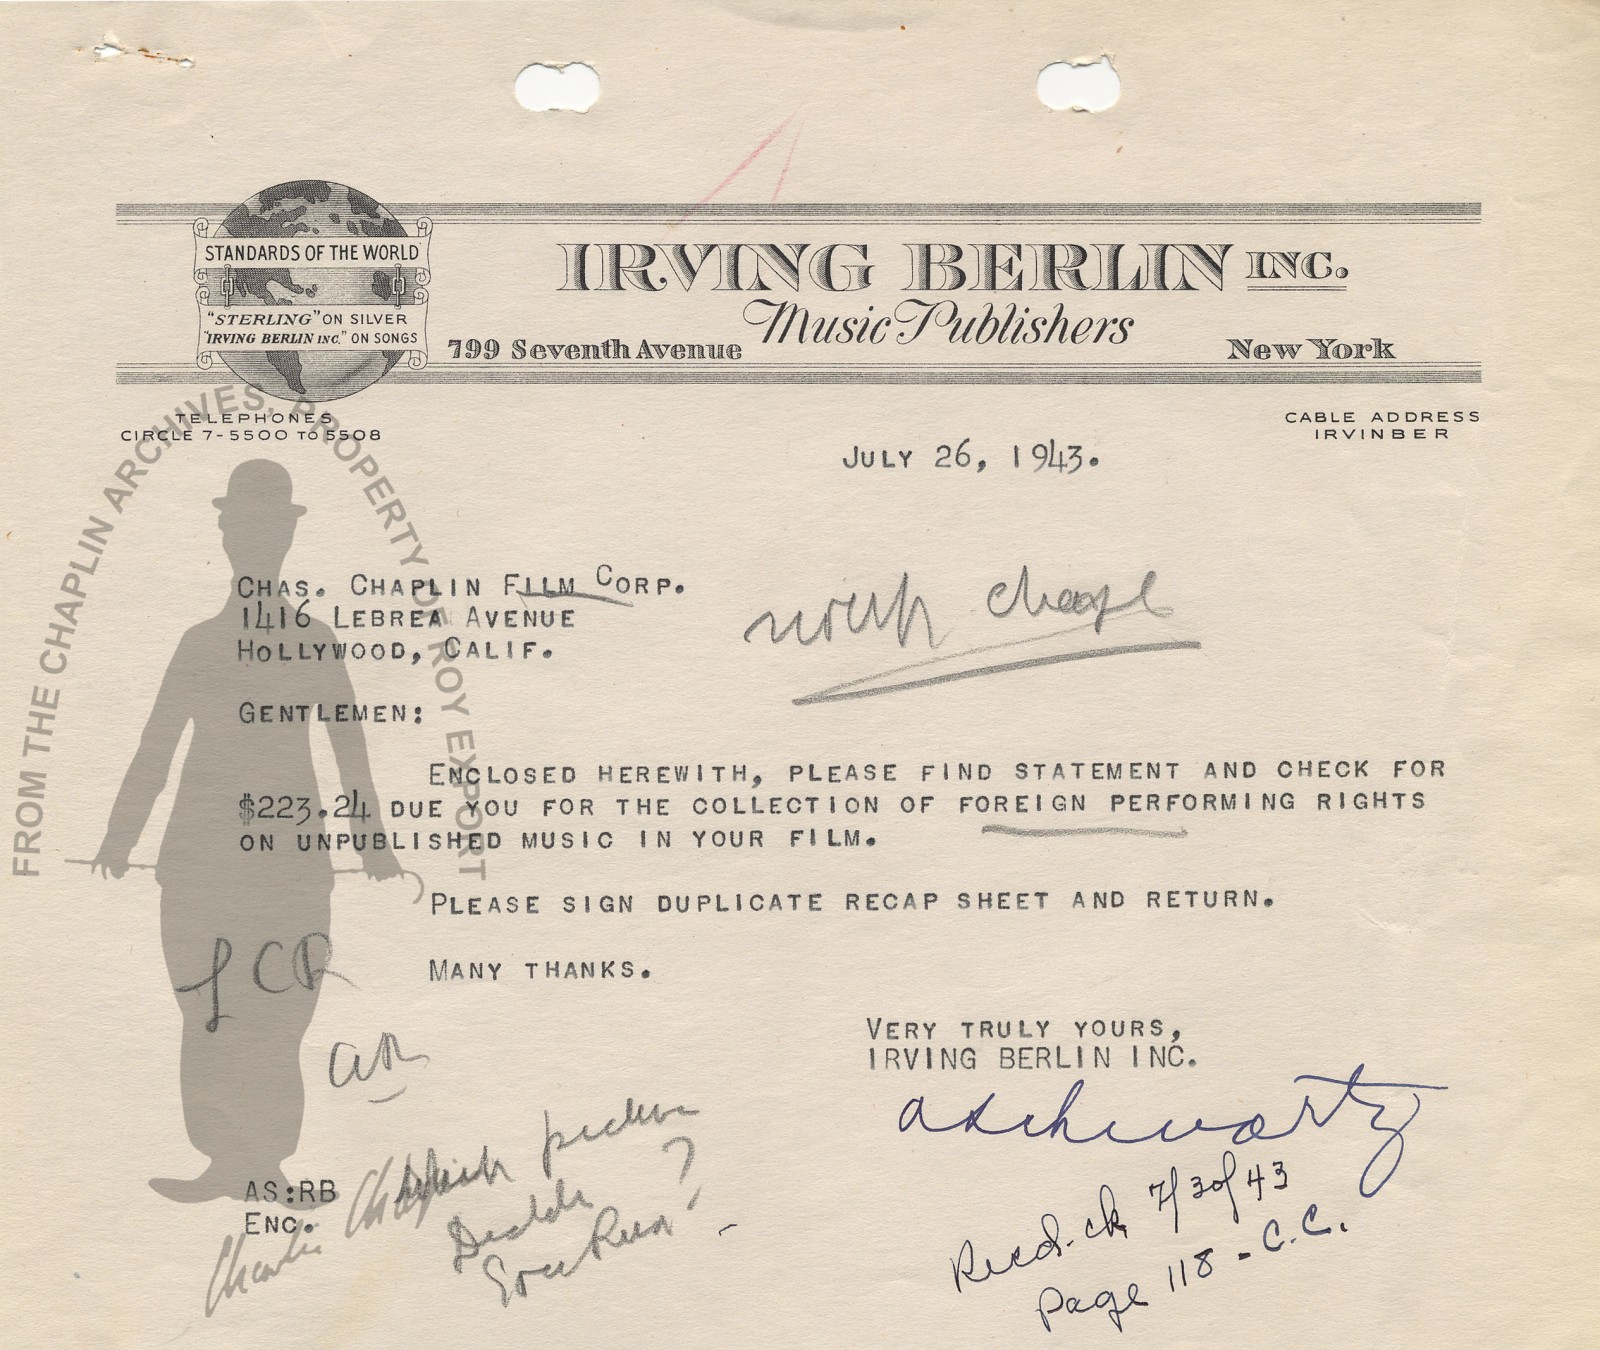 STANDARDS OF THE WORLD
"STERLING" ON SILVER
"IRVING BERLIN INC." ON SONGS
IRVING BERLIN INC.
Music Publishers
799 Seventh Avenue
New York
TELEPHONES
CIRCLE 7-5500 TO 5508
CABLE ADDRESS
IRVINBER
FROM THE CHAPLIN ARCHIVES, PROPERTY OF ROY EXPORT
JULY 26, 1943.
CHAS. CHAPLIN FILM CORP.
1416 LEBREA AVENUE
HOLLYWOOD, CALIF.
GENTLEMEN:
ENCLOSED HEREWITH, PLEASE FIND STATEMENT AND CHECK FOR
$223.24 DUE YOU FOR THE COLLECTION OF FOREIGN PERFORMING RIGHTS
ON UNPUBLISHED MUSIC IN YOUR FILM.
PLEASE SIGN DUPLICATE RECAP SHEET AND RETURN.
MANY THANKS.
VERY TRULY YOURS,
IRVING BERLIN INC.
A Schwartz
AS:RB
ENC.
Charlie
picture
?
Recd. ck 7/30/43
Page 118 - C.C.